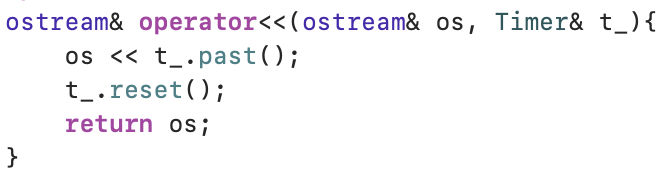 ostream& operator<<(ostream& os, Timer& t_){
    os << t_.past();
    t_.reset();
    return os;
}